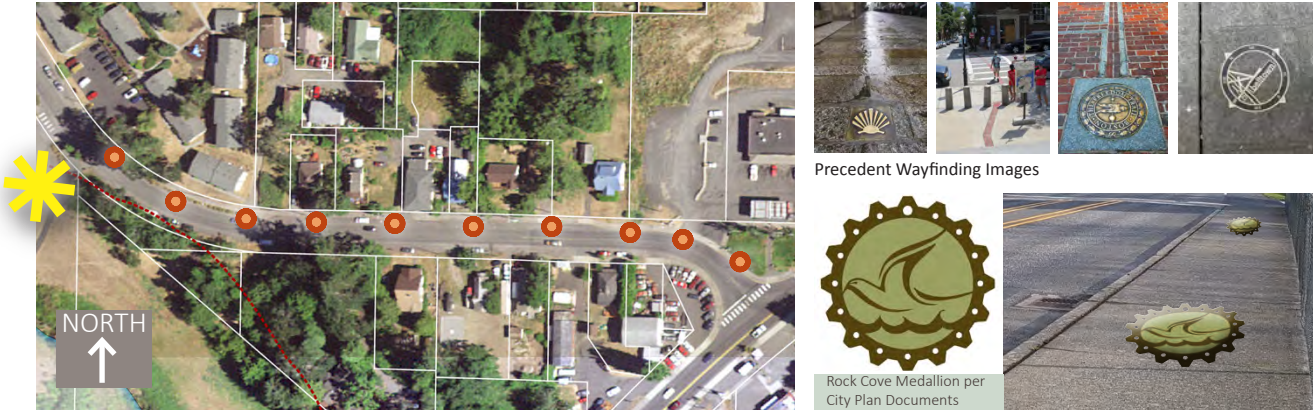 NORTH
Precedent Wayfinding Images
Rock Cove Medallion per
City Plan Documents